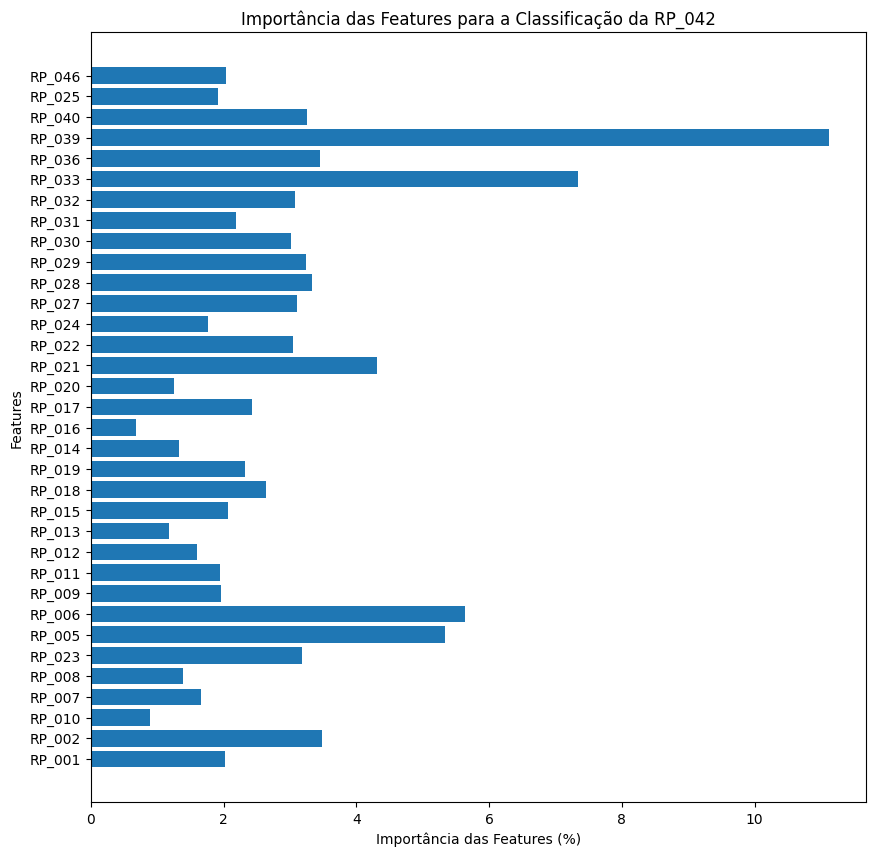 Importância das Features para a Classificação da RP_042
RP_046
RP_025
RP_040
RP_039
RP_036
RP_033
RP_032
RP_031
RP_030
RP_029
RP_028
RP_027
RP_024
RP_022
RP_021
RP_020
RP_017
RP_016
RP_014
RP_019
RP_018
RP_015
RP_013
RP_012
RP_011
RP_009
RP_006
RP_005
RP_023
RP_008
RP_007
RP_010
RP_002
RP_001
Features
0 2 4 6 8 10
Importância das Features (%)